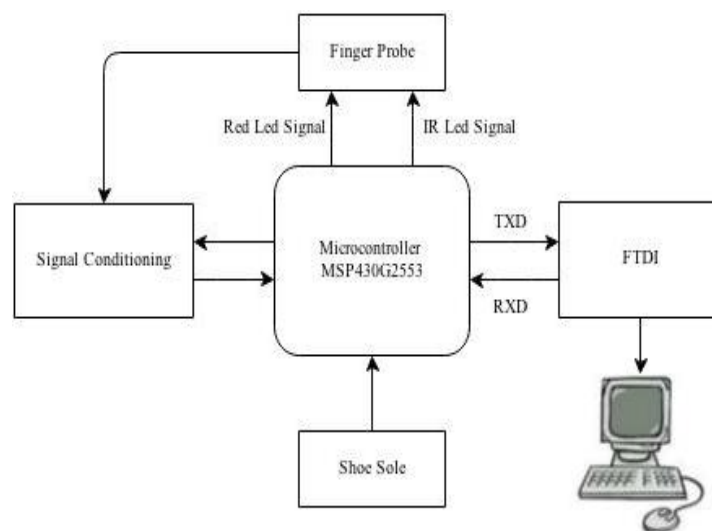 Finger Probe
Red Led Signal
IR Led Signal
Signal Conditioning
Microcontroller
MSP430G2553
TXD
RXD
FTDI
Shoe Sole